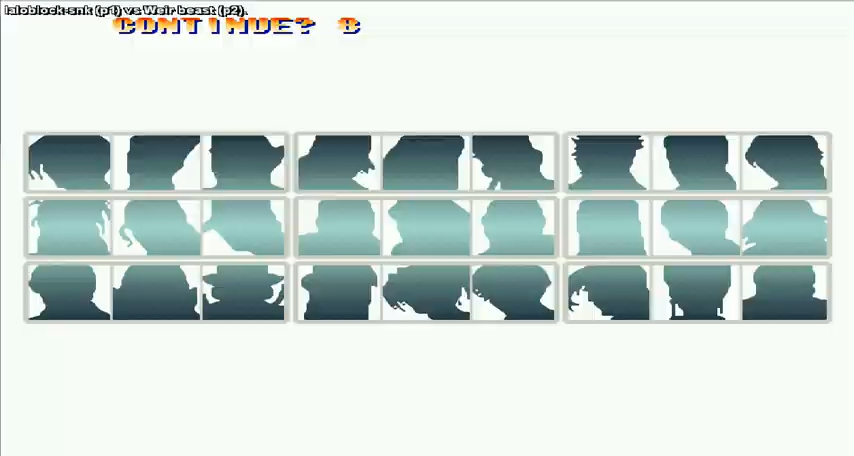 laloblock-snk (p1) vs Weir beast (p2).
CONTINUE? 8